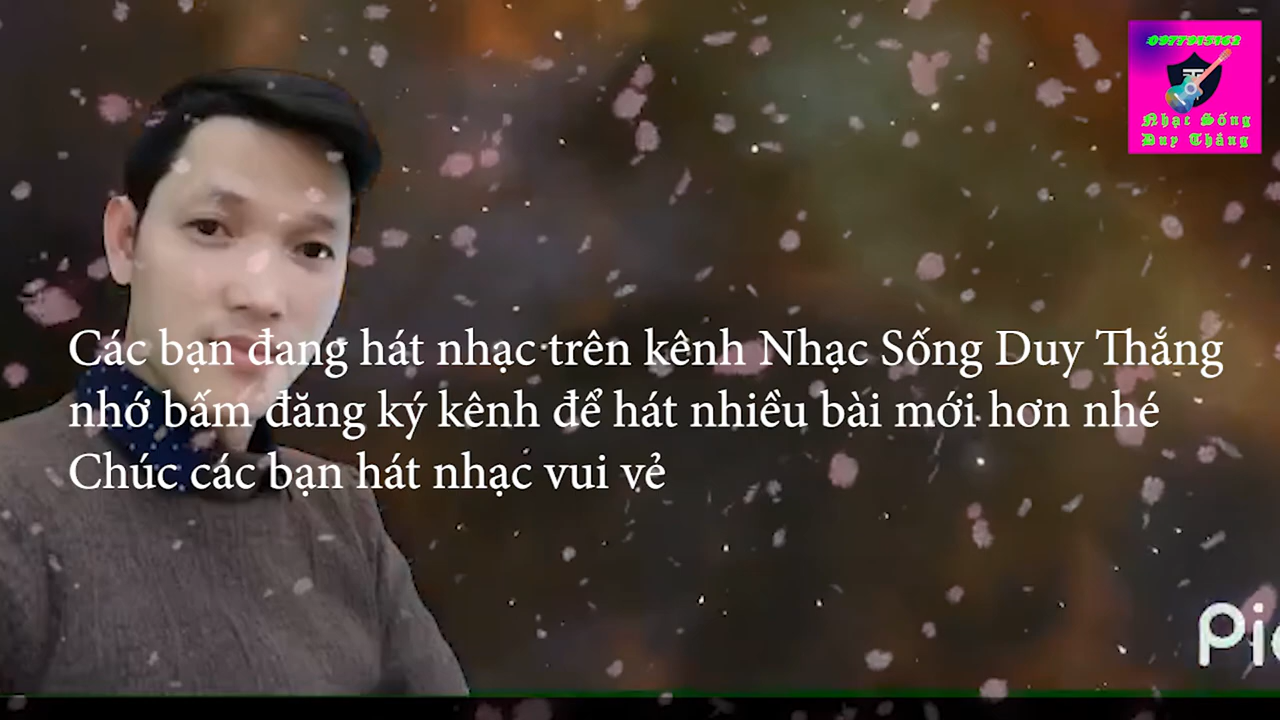 Nhạc Sống
Duy Thắng
Các bạn đang hát nhạc trên kênh Nhạc Sống Duy Thắng
nhớ bấm đăng ký kênh để hát nhiều bài mới hơn nhé
Chúc các bạn hát nhạc vui vẻ
Pi